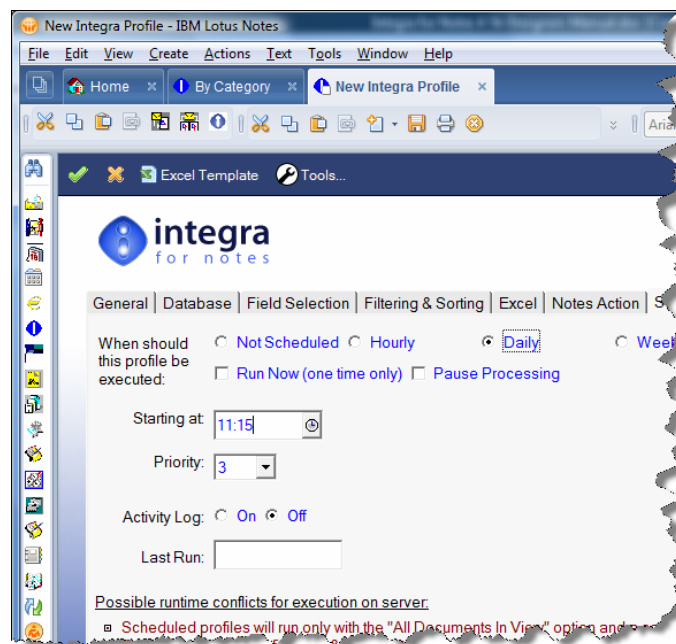 New Integra Profile - IBM Lotus Notes
File Edit View Create Actions Text Tools Window Help
Home By Category New Integra Profile
Aria
Excel Template Tools...
integra
for notes
General Database Field Selection Filtering & Sorting Excel Notes Action S
When should this profile be executed:
Not Scheduled Hourly Daily Week
Run Now (one time only) Pause Processing
Starting at: 11:15
Priority: 3
Activity Log: On Off
Last Run:
Possible runtime conflicts for execution on server:
Scheduled profiles will run only with the "All Documents In View" option and a